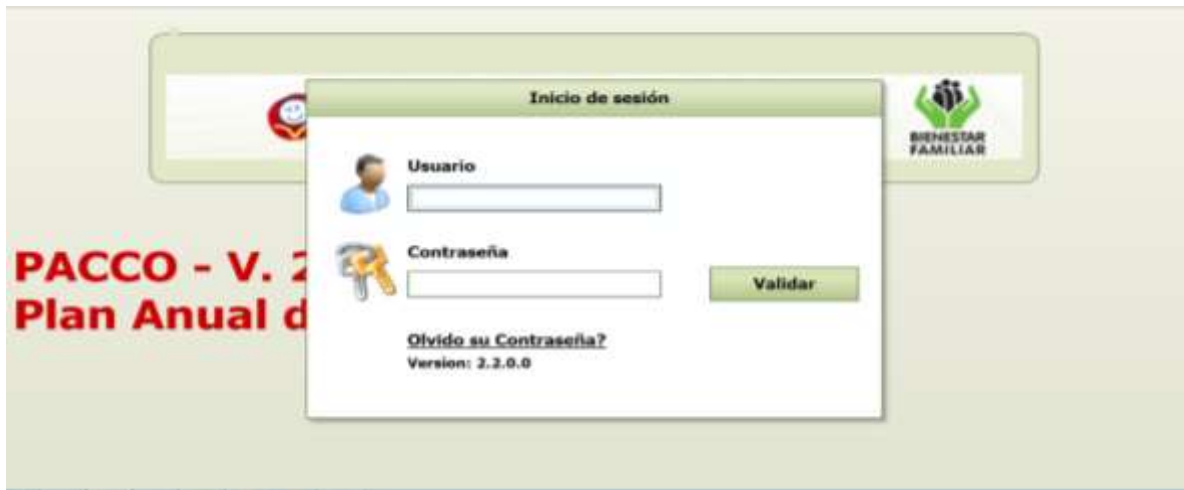 Inicio de sesión
BIENESTAR
FAMILIAR
Usuario
Contraseña
PACCO - V. 2
Validar
Plan Anual d
Olvido su Contraseña?
Version: 2.2.0.0